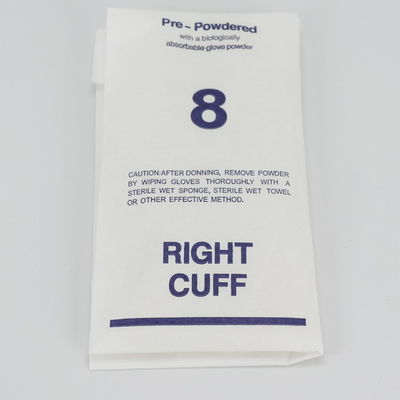 Pre - Powdered
with a biologically
absorbable glove powder
8
CAUTION:AFTER DONNING, REMOVE POWDER
BY WIPING GLOVES THOROUGHLY WITH A
STERILE WET SPONGE, STERILE WET TOWEL
OR OTHER EFFECTIVE METHOD.
RIGHT
CUFF